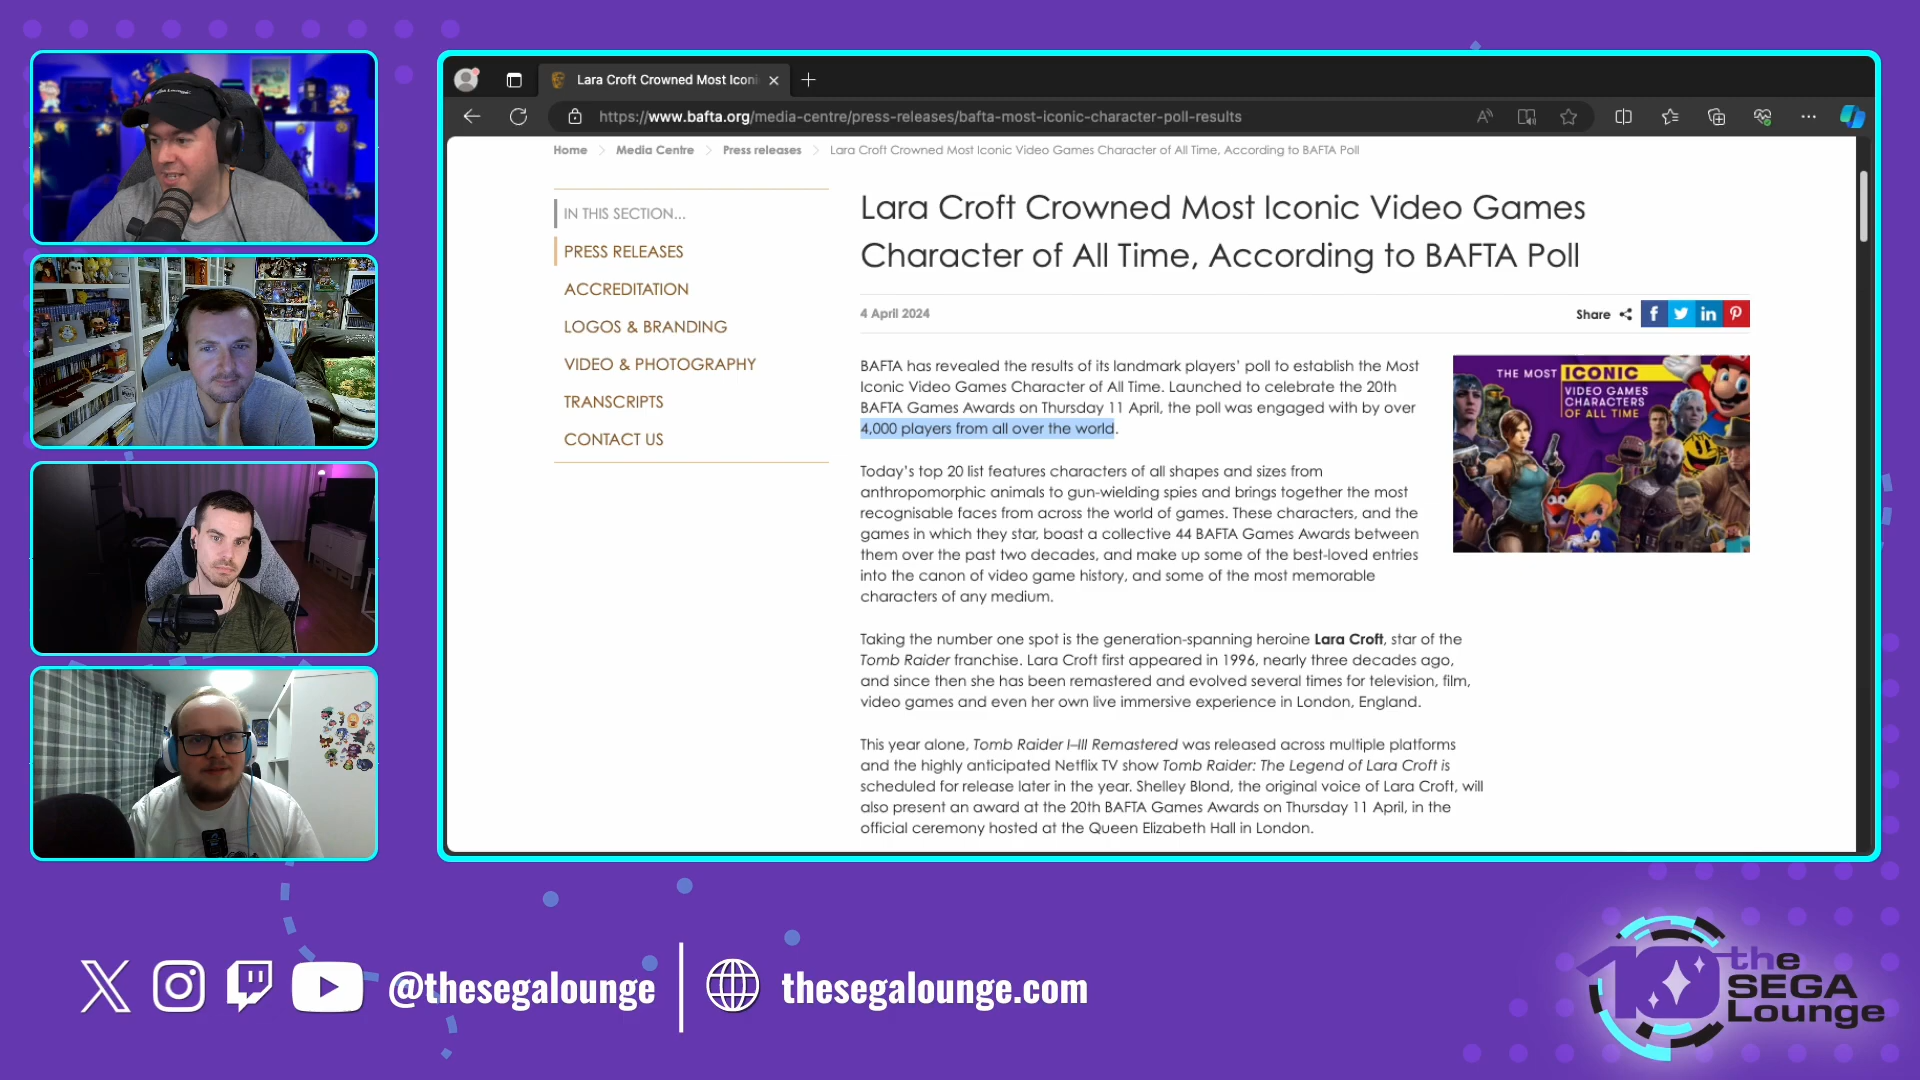 Lara Croft Crowned Most Iconi
https://www.bafta.org/media-centre/press-releases/bafta-most-iconic-character-poll-results
Home > Media Centre > Press releases > Lara Croft Crowned Most Iconic Video Games Character of All Time, According to BAFTA Poll
IN THIS SECTION...
PRESS RELEASES
ACCREDITATION
LOGOS & BRANDING
VIDEO & PHOTOGRAPHY
TRANSCRIPTS
CONTACT US
Lara Croft Crowned Most Iconic Video Games
Character of All Time, According to BAFTA Poll
4 April 2024
Share
BAFTA has revealed the results of its landmark players' poll to establish the Most
Iconic Video Games Character of All Time. Launched to celebrate the 20th
BAFTA Games Awards on Thursday 11 April, the poll was engaged with by over
4,000 players from all over the world.
THE MOST ICONIC
VIDEO GAMES
CHARACTERS
OF ALL TIME
Today's top 20 list features characters of all shapes and sizes from
anthropomorphic animals to gun-wielding spies and brings together the most
recognisable faces from across the world of games. These characters, and the
games in which they star, boast a collective 44 BAFTA Games Awards between
them over the past two decades, and make up some of the best-loved entries
into the canon of video game history, and some of the most memorable
characters of any medium.
Taking the number one spot is the generation-spanning heroine Lara Croft, star of the
Tomb Raider franchise. Lara Croft first appeared in 1996, nearly three decades ago,
and since then she has been remastered and evolved several times for television, film,
video games and even her own live immersive experience in London, England.
This year alone, Tomb Raider I–III Remastered was released across multiple platforms
and the highly anticipated Netflix TV show Tomb Raider: The Legend of Lara Croft is
scheduled for release later in the year. Shelley Blond, the original voice of Lara Croft, will
also present an award at the 20th BAFTA Games Awards on Thursday 11 April, in the
official ceremony hosted at the Queen Elizabeth Hall in London.
@thesegalounge
thesegalounge.com
10
the
SEGA
Lounge